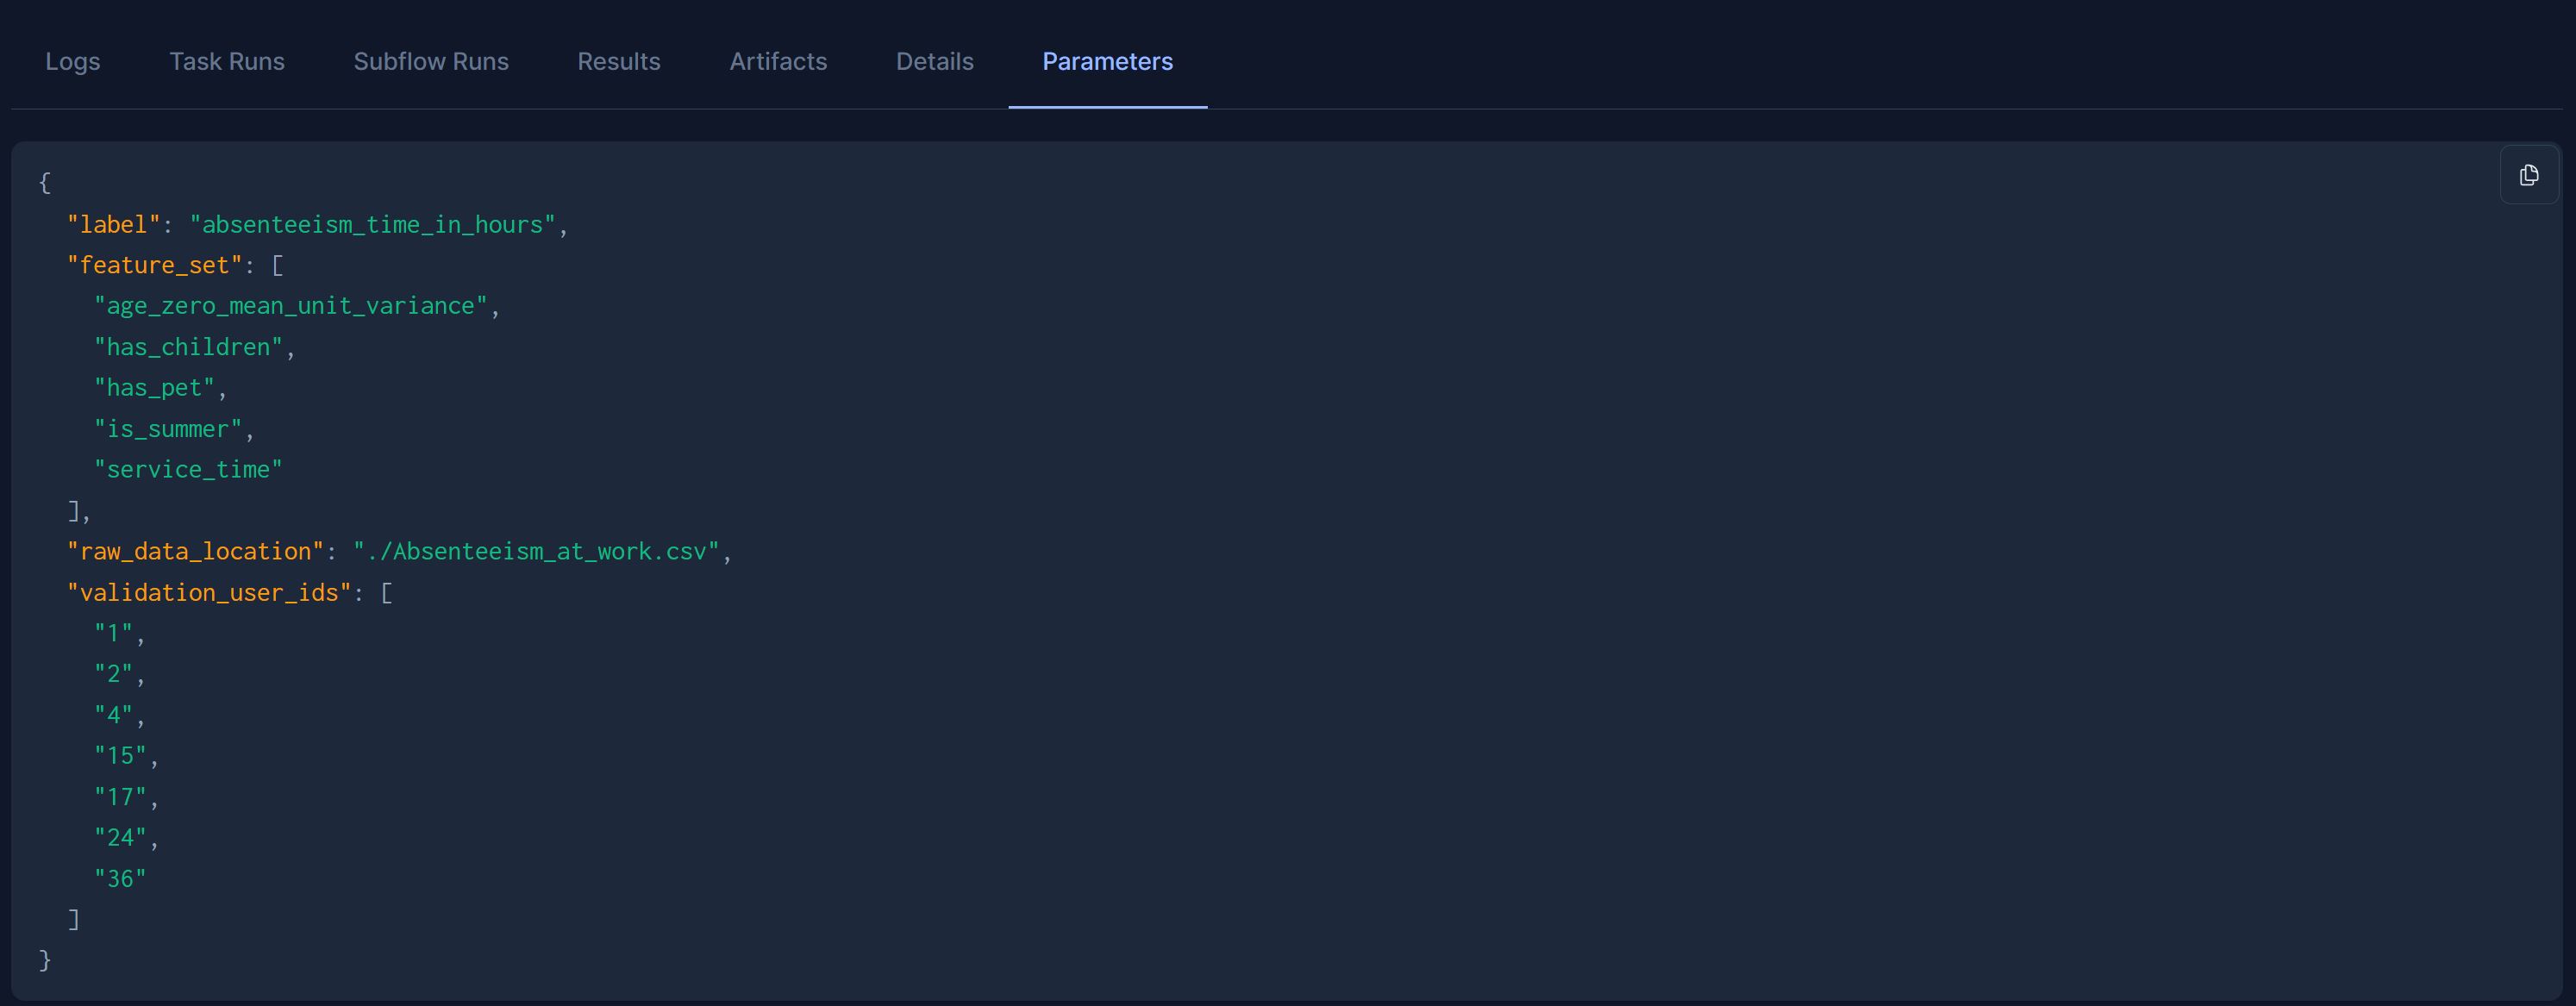 Logs Task Runs Subflow Runs Results Artifacts Details Parameters
{
  "label": "absenteeism_time_in_hours",
  "feature_set": [
    "age_zero_mean_unit_variance",
    "has_children",
    "has_pet",
    "is_summer",
    "service_time"
  ],
  "raw_data_location": "./Absenteeism_at_work.csv",
  "validation_user_ids": [
    "1",
    "2",
    "4",
    "15",
    "17",
    "24",
    "36"
  ]
}